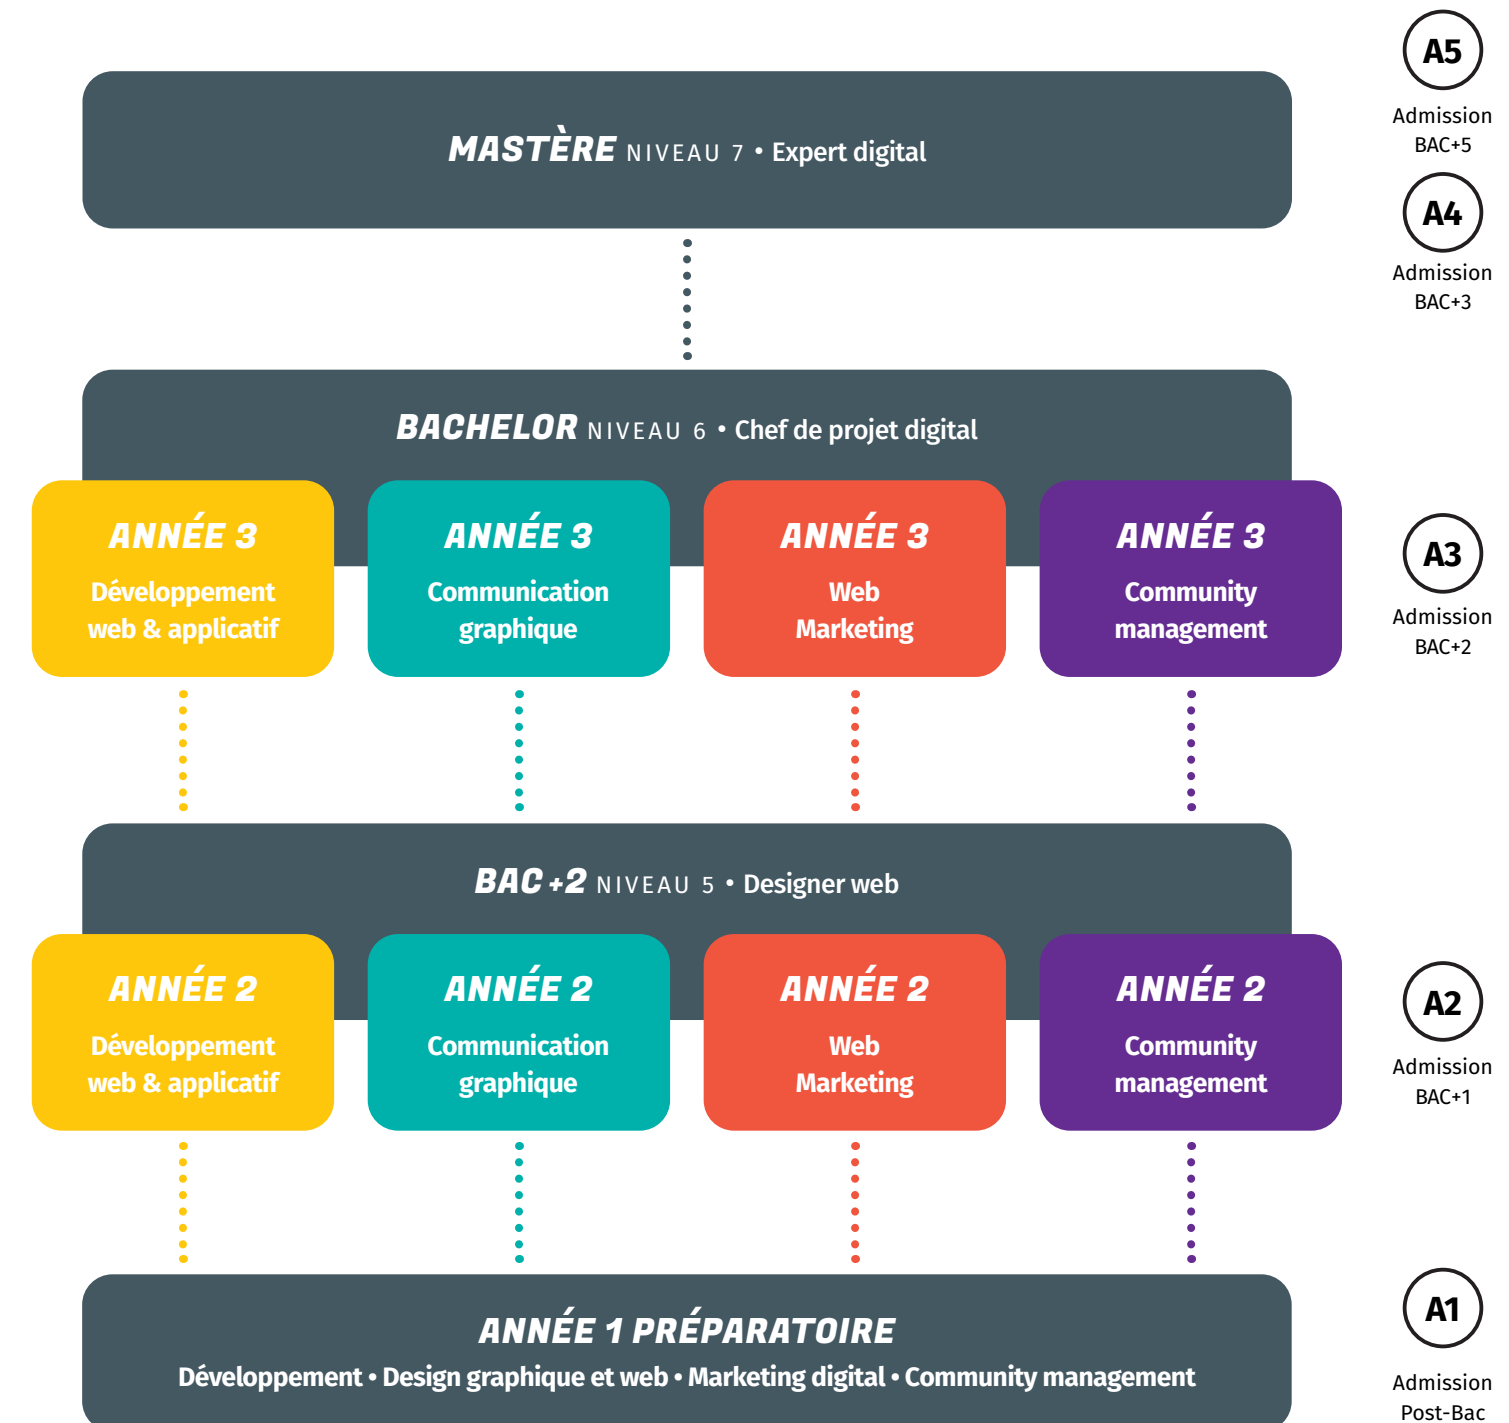 A5
Admission
BAC+5
MASTÈRE NIVEAU 7 • Expert digital
A4
Admission
BAC+3
BACHELOR NIVEAU 6 • Chef de projet digital
ANNÉE 3
Développement
web & applicatif
ANNÉE 3
Communication
graphique
ANNÉE 3
Web
Marketing
ANNÉE 3
Community
management
A3
Admission
BAC+2
BAC+2 NIVEAU 5 • Designer web
ANNÉE 2
Développement
web & applicatif
ANNÉE 2
Communication
graphique
ANNÉE 2
Web
Marketing
ANNÉE 2
Community
management
A2
Admission
BAC+1
ANNÉE 1 PRÉPARATOIRE
Développement • Design graphique et web • Marketing digital • Community management
A1
Admission
Post-Bac